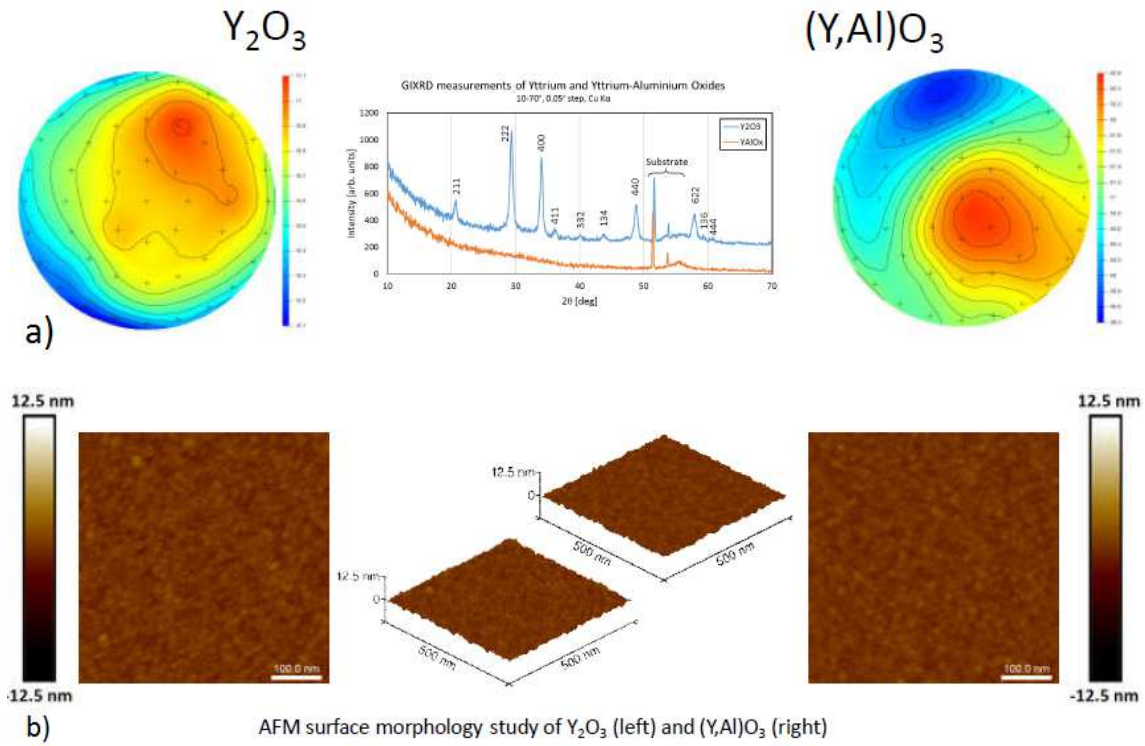 Y₂O₃
(Y,Al)O₃
GIXRD measurements of Yttrium and Yttrium-Aluminium Oxides
10-70°, 0.05° step, Cu Kα
Y2O3
YAlOx
Intensity [arb. units]
1200
1000
800
600
400
200
0
211
222
400
411
332
134
440
Substrate
622
136
444
10 20 30 40 50 60 70
2θ [deg]
a)
12.5 nm
-12.5 nm
100.0 nm
12.5 nm
0
500 nm
500 nm
12.5 nm
0
500 nm
500 nm
100.0 nm
12.5 nm
-12.5 nm
b)
AFM surface morphology study of Y₂O₃ (left) and (Y,Al)O₃ (right)